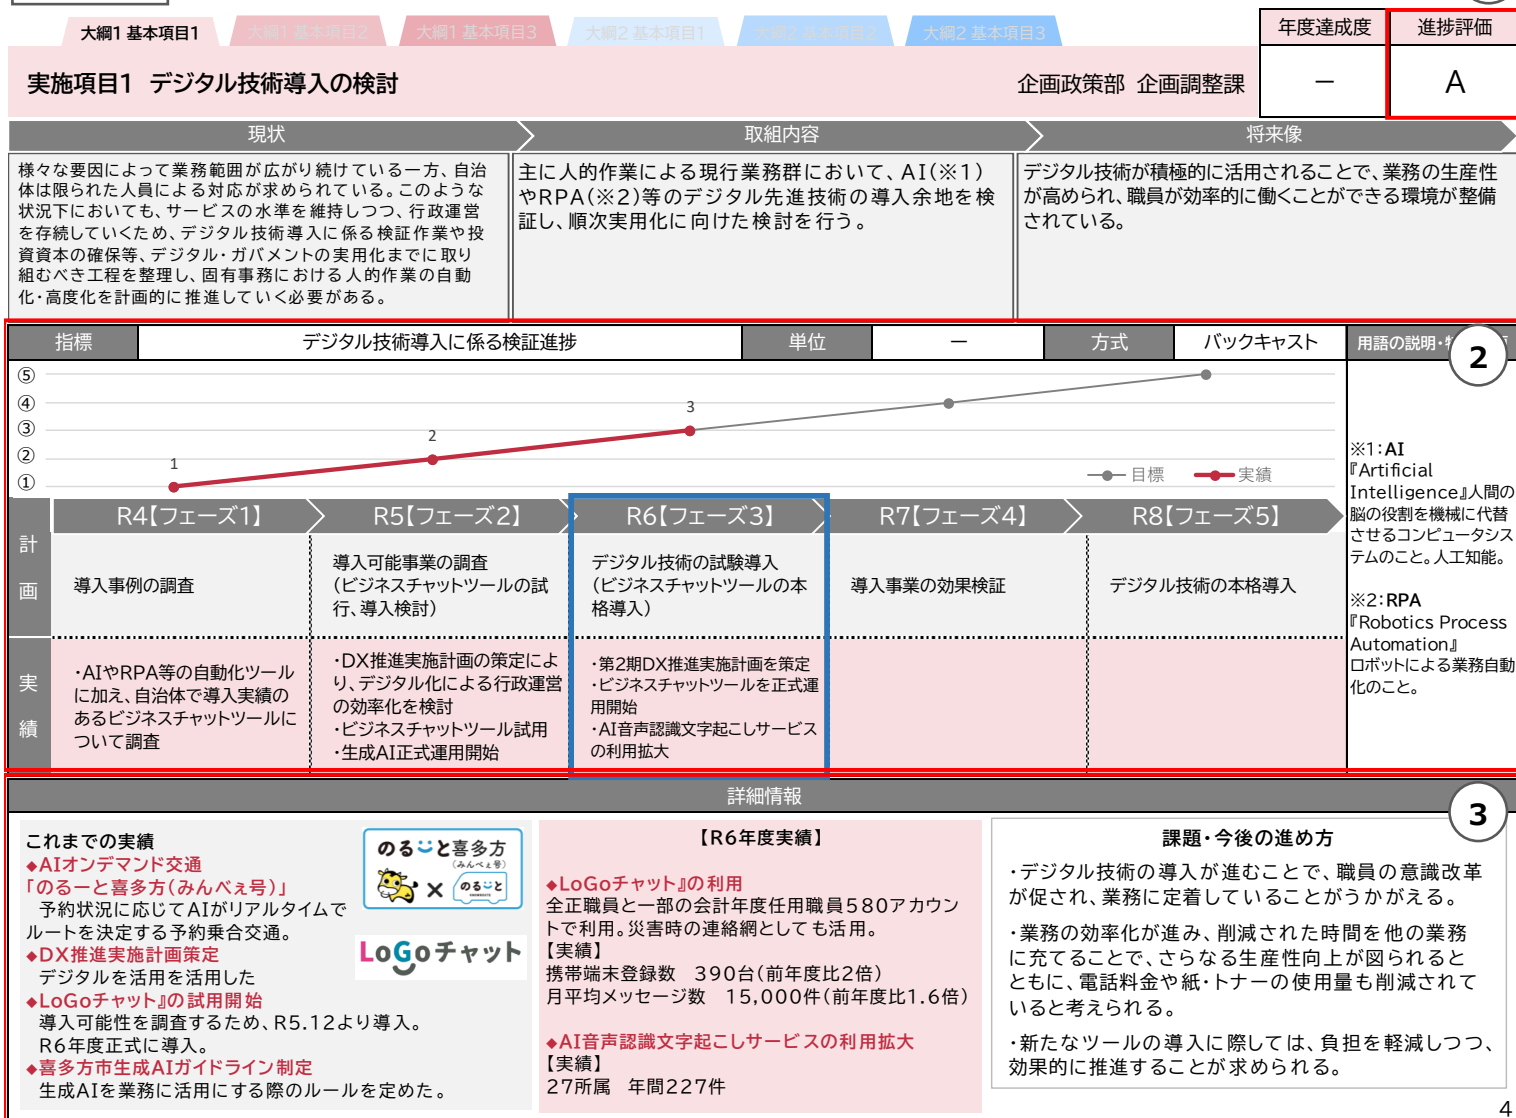 大綱1 基本項目1
大綱1 基本項目2
大綱1 基本項目3
大綱2 基本項目1
大綱2 基本項目2
大綱2 基本項目3
年度達成度
進捗評価
実施項目1 デジタル技術導入の検討
企画政策部 企画調整課
－
A
現状
取組内容
将来像
様々な要因によって業務範囲が広がり続けている一方、自治
体は限られた人員による対応が求められている。このような
状況下においても、サービスの水準を維持しつつ、行政運営
を存続していくため、デジタル技術導入に係る検証作業や投
資資本の確保等、デジタル・ガバメントの実用化までに取り
組むべき工程を整理し、固有事務における人的作業の自動
化・高度化を計画的に推進していく必要がある。
主に人的作業による現行業務群において、AI(※1)
やRPA(※2)等のデジタル先進技術の導入余地を検
証し、順次実用化に向けた検討を行う。
デジタル技術が積極的に活用されることで、業務の生産性
が高められ、職員が効率的に働くことができる環境が整備
されている。
指標
デジタル技術導入に係る検証進捗
単位
－
方式
バックキャスト
用語の説明・
2
⑤
④
③
②
①
1
2
3
目標
実績
※1：AI
『Artificial
Intelligence』人間の
脳の役割を機械に代替
させるコンピュータシス
テムのこと。人工知能。
※2：RPA
『Robotics Process
Automation』
ロボットによる業務自動
化のこと。
R4【フェーズ1】
R5【フェーズ2】
R6【フェーズ3】
R7【フェーズ4】
R8【フェーズ5】
計
画
導入事例の調査
導入可能事業の調査
(ビジネスチャットツールの試
行、導入検討)
デジタル技術の試験導入
(ビジネスチャットツールの本
格導入)
導入事業の効果検証
デジタル技術の本格導入
実
績
・AIやRPA等の自動化ツール
に加え、自治体で導入実績の
あるビジネスチャットツールに
ついて調査
・DX推進実施計画の策定によ
り、デジタル化による行政運営
の効率化を検討
・ビジネスチャットツール試用
・生成AI正式運用開始
・第2期DX推進実施計画を策定
・ビジネスチャットツールを正式運
用開始
・AI音声認識文字起こしサービス
の利用拡大
詳細情報
3
これまでの実績
◆AIオンデマンド交通
「のるーと喜多方(みんべぇ号)」
予約状況に応じてAIがリアルタイムで
ルートを決定する予約乗合交通。
◆DX推進実施計画策定
デジタルを活用を活用した
◆LoGoチャット』の試用開始
導入可能性を調査するため、R5.12より導入。
R6年度正式に導入。
◆喜多方市生成AIガイドライン制定
生成AIを業務に活用にする際のルールを定めた。
のるーと喜多方
(みんべぇ号)
×
のるーと
LoGoチャット
【R6年度実績】
◆LoGoチャット』の利用
全正職員と一部の会計年度任用職員580アカウン
トで利用。災害時の連絡網としても活用。
【実績】
携帯端末登録数 390台(前年度比2倍)
月平均メッセージ数 15,000件(前年度比1.6倍)
◆AI音声認識文字起こしサービスの利用拡大
【実績】
27所属 年間227件
課題・今後の進め方
・デジタル技術の導入が進むことで、職員の意識改革
が促され、業務に定着していることがうかがえる。
・業務の効率化が進み、削減された時間を他の業務
に充てることで、さらなる生産性向上が図られると
ともに、電話料金や紙・トナーの使用量も削減されて
いると考えられる。
・新たなツールの導入に際しては、負担を軽減しつつ、
効果的に推進することが求められる。
4